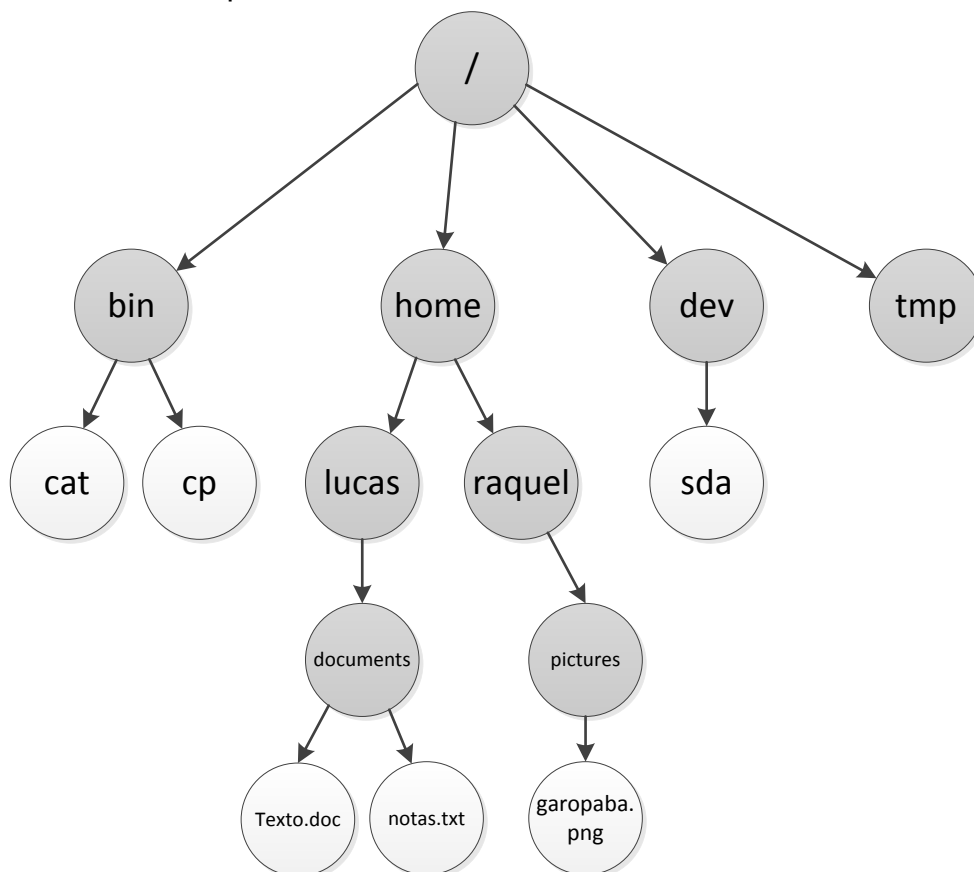 /
bin
home
dev
tmp
cat
cp
lucas
raquel
sda
documents
pictures
Texto.doc
notas.txt
garopaba.
png